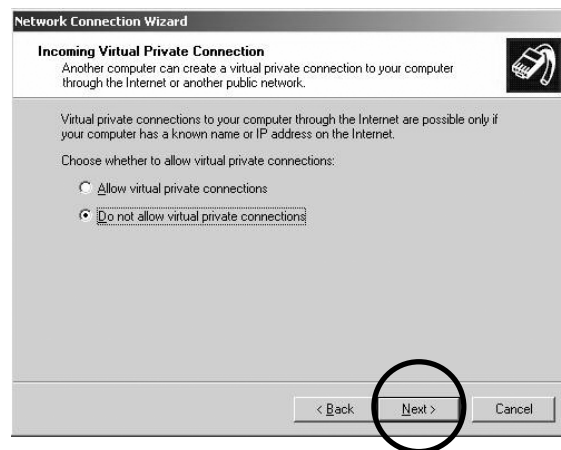 Network Connection Wizard
Incoming Virtual Private Connection
Another computer can create a virtual private connection to your computer
through the Internet or another public network.
Virtual private connections to your computer through the Internet are possible only if
your computer has a known name or IP address on the Internet.
Choose whether to allow virtual private connections:
Allow virtual private connections
Do not allow virtual private connections
< Back Next > Cancel